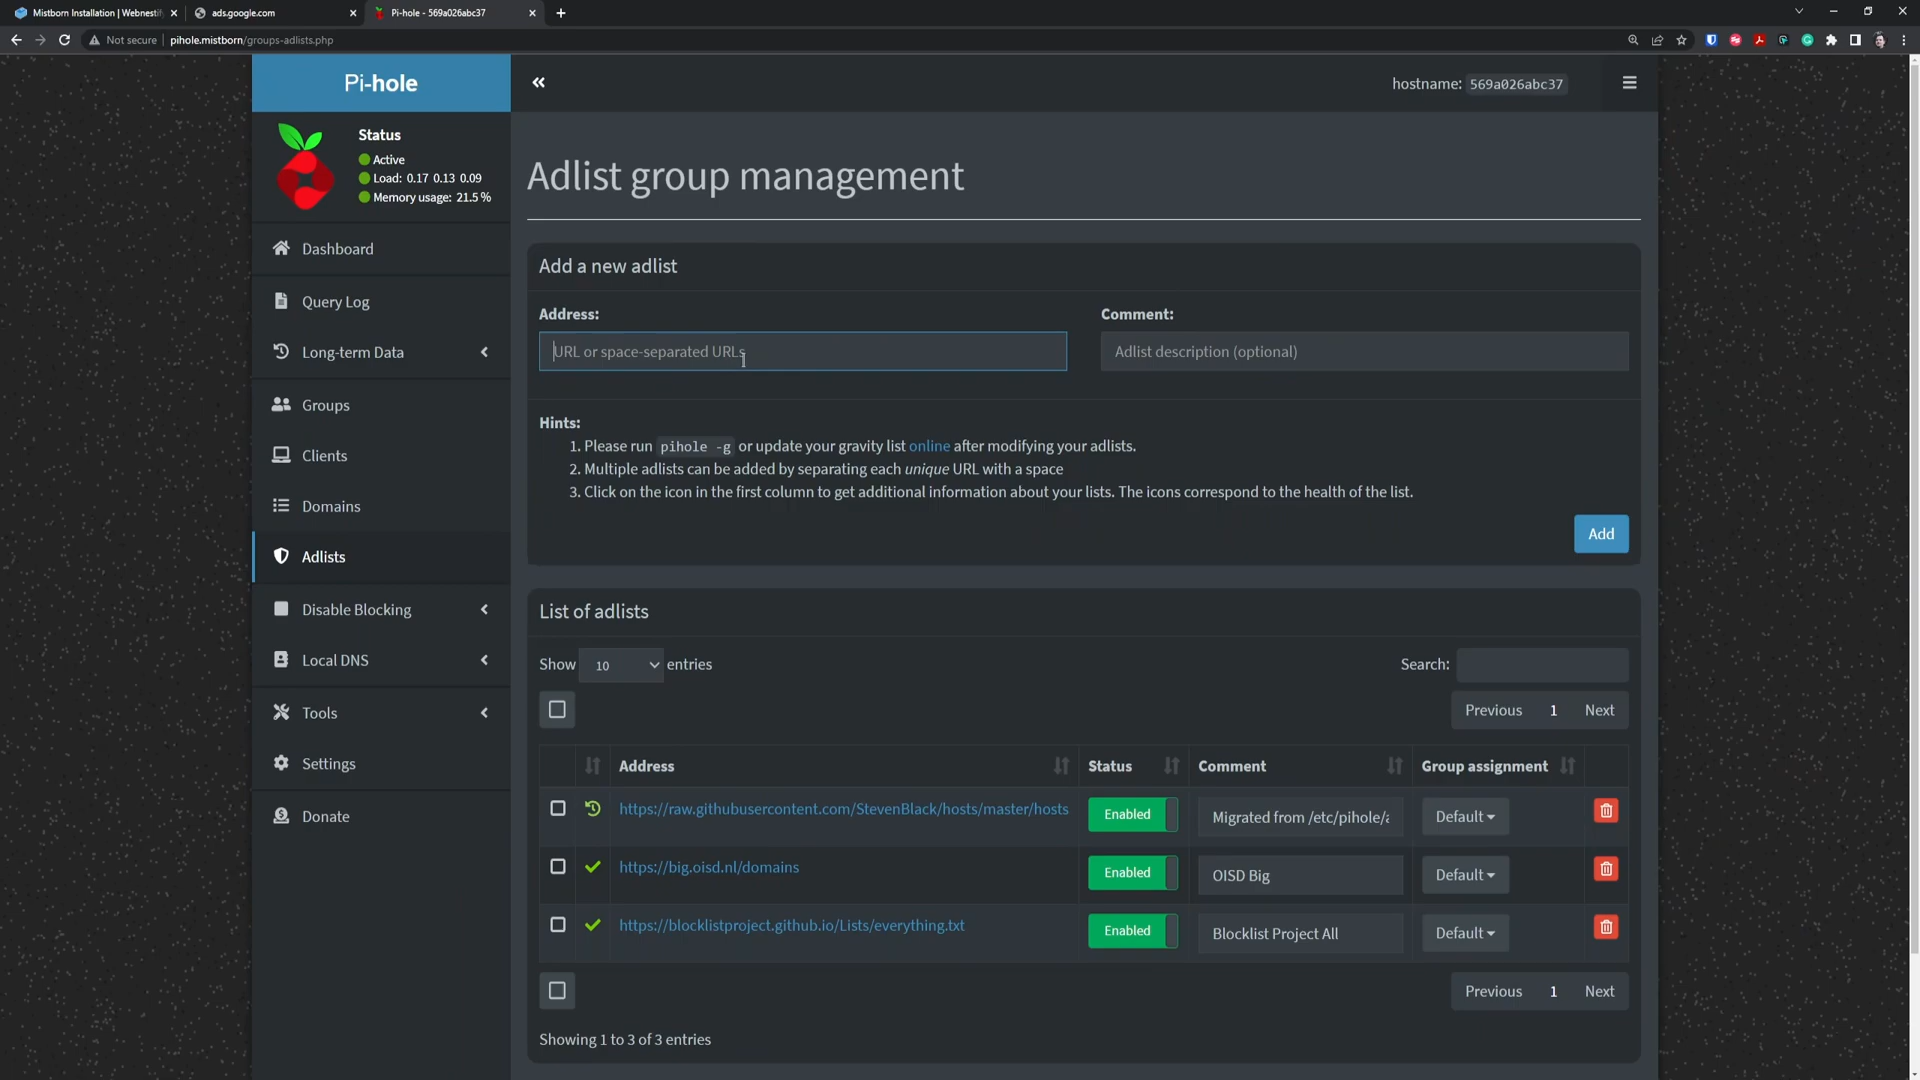 Mistborn Installation | Webnesti
ads.google.com
Pi-hole - 569a026abc37
Not secure
pihole.mistborn/groups-adlists.php
Pi-hole
hostname: 569a026abc37
Status
Active
Load: 0.17 0.13 0.09
Memory usage: 21.5 %
Dashboard
Query Log
Long-term Data
Groups
Clients
Domains
Adlists
Disable Blocking
Local DNS
Tools
Settings
Donate
Adlist group management
Add a new adlist
Address:
Comment:
URL or space-separated URLs
Adlist description (optional)
Hints:
1. Please run pihole -g or update your gravity list online after modifying your adlists.
2. Multiple adlists can be added by separating each unique URL with a space
3. Click on the icon in the first column to get additional information about your lists. The icons correspond to the health of the list.
Add
List of adlists
Show 10 entries
Search:
Previous 1 Next
Address Status Comment Group assignment
https://raw.githubusercontent.com/StevenBlack/hosts/master/hosts Enabled Migrated from /etc/pihole/a Default
https://big.oisd.nl/domains Enabled OISD Big Default
https://blocklistproject.github.io/Lists/everything.txt Enabled Blocklist Project All Default
Previous 1 Next
Showing 1 to 3 of 3 entries